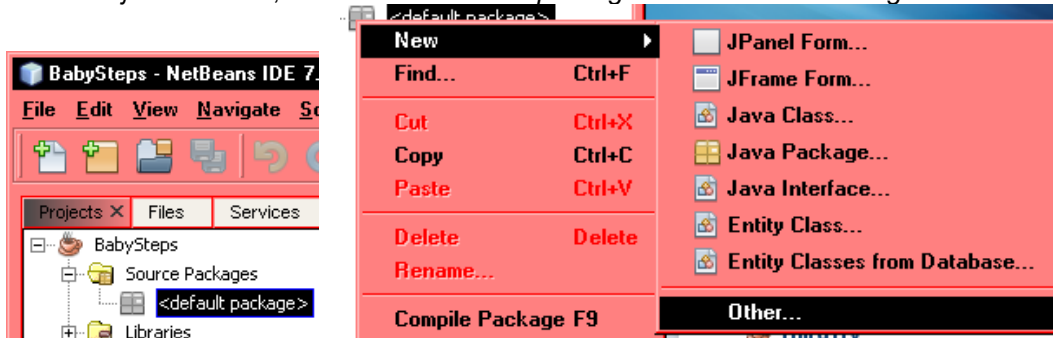 <default package>
BabySteps - NetBeans IDE 7.
File Edit View Navigate
Projects × Files Services
BabySteps
Source Packages
<default package>
Libraries
New
Find... Ctrl+F
Cut Ctrl+X
Copy Ctrl+C
Paste Ctrl+V
Delete Delete
Rename...
Compile Package F9
JPanel Form...
JFrame Form...
Java Class...
Java Package...
Java Interface...
Entity Class...
Entity Classes from Database...
Other...